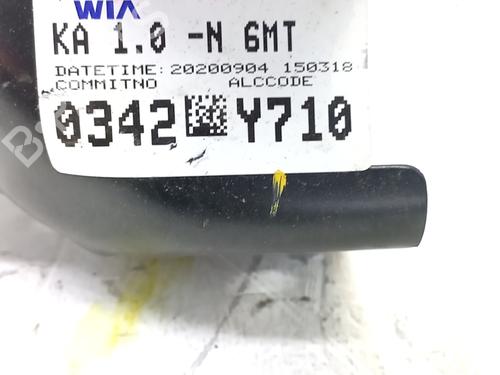 WIA
KA 1.0 -N 6MT
DATETIME: 20200904 150318
COMMITNO ALCCODE
0342 Y710